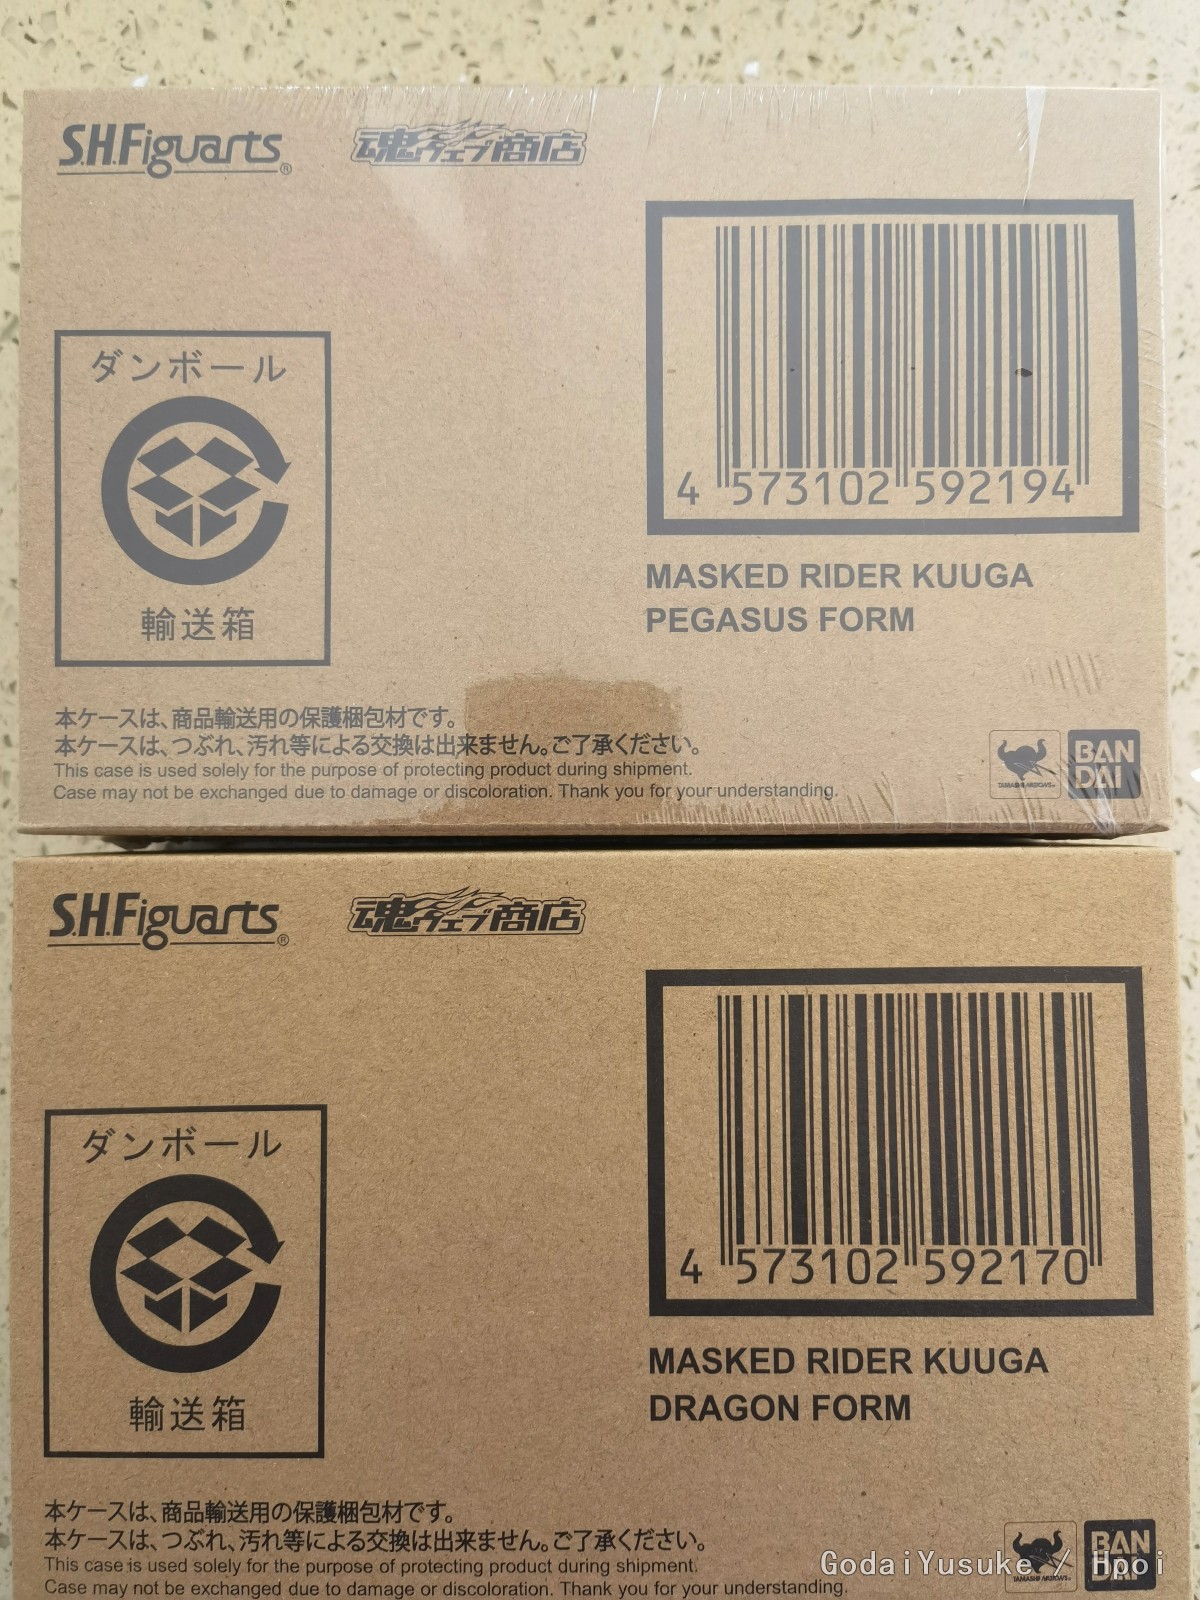 S.H.Figuarts®
魂ウェブ商店
4 573102 592194
ダンボール
輸送箱
MASKED RIDER KUUGA
PEGASUS FORM
本ケースは、商品輸送用の保護梱包材です。
本ケースは、つぶれ、汚れ等による交換は出来ません。ご了承ください。
This case is used solely for the purpose of protecting product during shipment.
Case may not be exchanged due to damage or discoloration. Thank you for your understanding.
TAMASHII NATIONS
BAN
DAI
S.H.Figuarts®
魂ウェブ商店
4 573102 592170
ダンボール
輸送箱
MASKED RIDER KUUGA
DRAGON FORM
本ケースは、商品輸送用の保護梱包材です。
本ケースは、つぶれ、汚れ等による交換は出来ません。ご了承ください。
This case is used solely for the purpose of protecting product during shipment.
Case may not be exchanged due to damage or discoloration. Thank you for your understanding.
TAMASHII NATIONS
BAN
DAI
GodaiYusuke / Hpoi